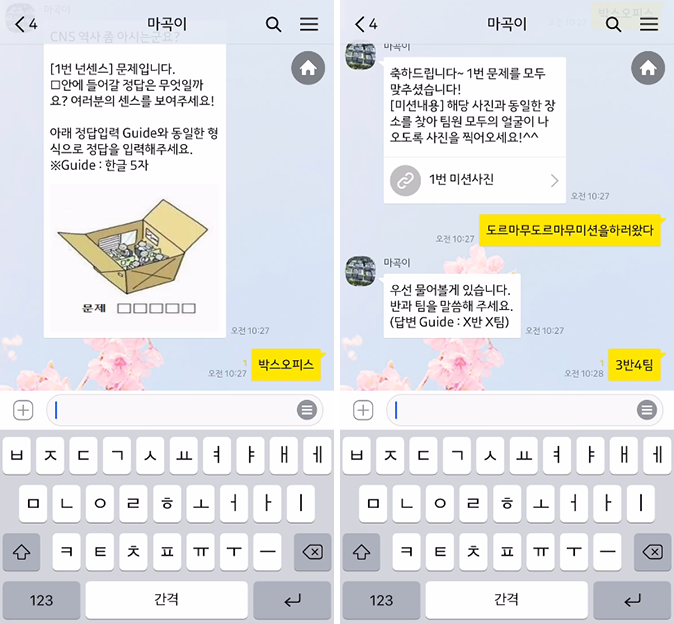 4
마곡이
CNS 역사 좀 아시는군요?
[1번 넌센스] 문제입니다.
□안에 들어갈 정답은 무엇일까
요? 여러분의 센스를 보여주세요!
아래 정답입력 Guide와 동일한 형
식으로 정답을 입력해주세요.
※Guide : 한글 5자
문제 □□□□□
오전 10:27
1
오전 10:27
박스오피스
ㅂ ㅈ ㄷ ㄱ ㅅ ㅛ ㅕ ㅑ ㅐ ㅔ
ㅁ ㄴ ㅇ ㄹ ㅎ ㅗ ㅓ ㅏ ㅣ
ㅋ ㅌ ㅊ ㅍ ㅠ ㅜ ㅡ
123
간격
4
마곡이
박스오피스
마곡이
축하드립니다~ 1번 문제를 모두
맞추셨습니다!
[미션내용] 해당 사진과 동일한 장
소를 찾아 팀원 모두의 얼굴이 나
오도록 사진을 찍어오세요!^^
1번 미션사진
오전 10:27
오전 10:27
도르마무도르마무미션을하러왔다
마곡이
우선 물어볼게 있습니다.
반과 팀을 말씀해 주세요.
(답변 Guide : X반 X팀)
오전 10:27
1
오전 10:28
3반4팀
ㅂ ㅈ ㄷ ㄱ ㅅ ㅛ ㅕ ㅑ ㅐ ㅔ
ㅁ ㄴ ㅇ ㄹ ㅎ ㅗ ㅓ ㅏ ㅣ
ㅋ ㅌ ㅊ ㅍ ㅠ ㅜ ㅡ
123
간격